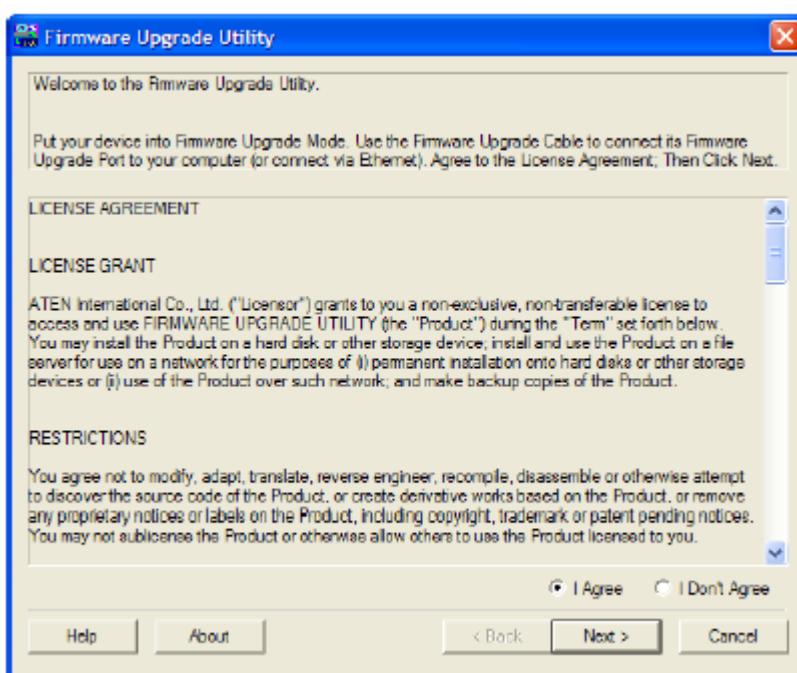 Firmware Upgrade Utility
Welcome to the Firmware Upgrade Utility.
Put your device into Firmware Upgrade Mode. Use the Firmware Upgrade Cable to connect its Firmware
Upgrade Port to your computer (or connect via Ethernet). Agree to the License Agreement; Then Click Next.
LICENSE AGREEMENT
LICENSE GRANT
ATEN International Co., Ltd. ("Licensor") grants to you a non-exclusive, non-transferable license to
access and use FIRMWARE UPGRADE UTILITY (the "Product") during the "Term" set forth below.
You may install the Product on a hard disk or other storage device; install and use the Product on a file
server for use on a network for the purposes of (i) permanent installation onto hard disks or other storage
devices or (ii) use of the Product over such network; and make backup copies of the Product.
RESTRICTIONS
You agree not to modify, adapt, translate, reverse engineer, recompile, disassemble or otherwise attempt
to discover the source code of the Product, or create derivative works based on the Product, or remove
any proprietary notices or labels on the Product, including copyright, trademark or patent pending notices.
You may not sublicense the Product or otherwise allow others to use the Product licensed to you.
I Agree I Don't Agree
Help About < Back Next > Cancel